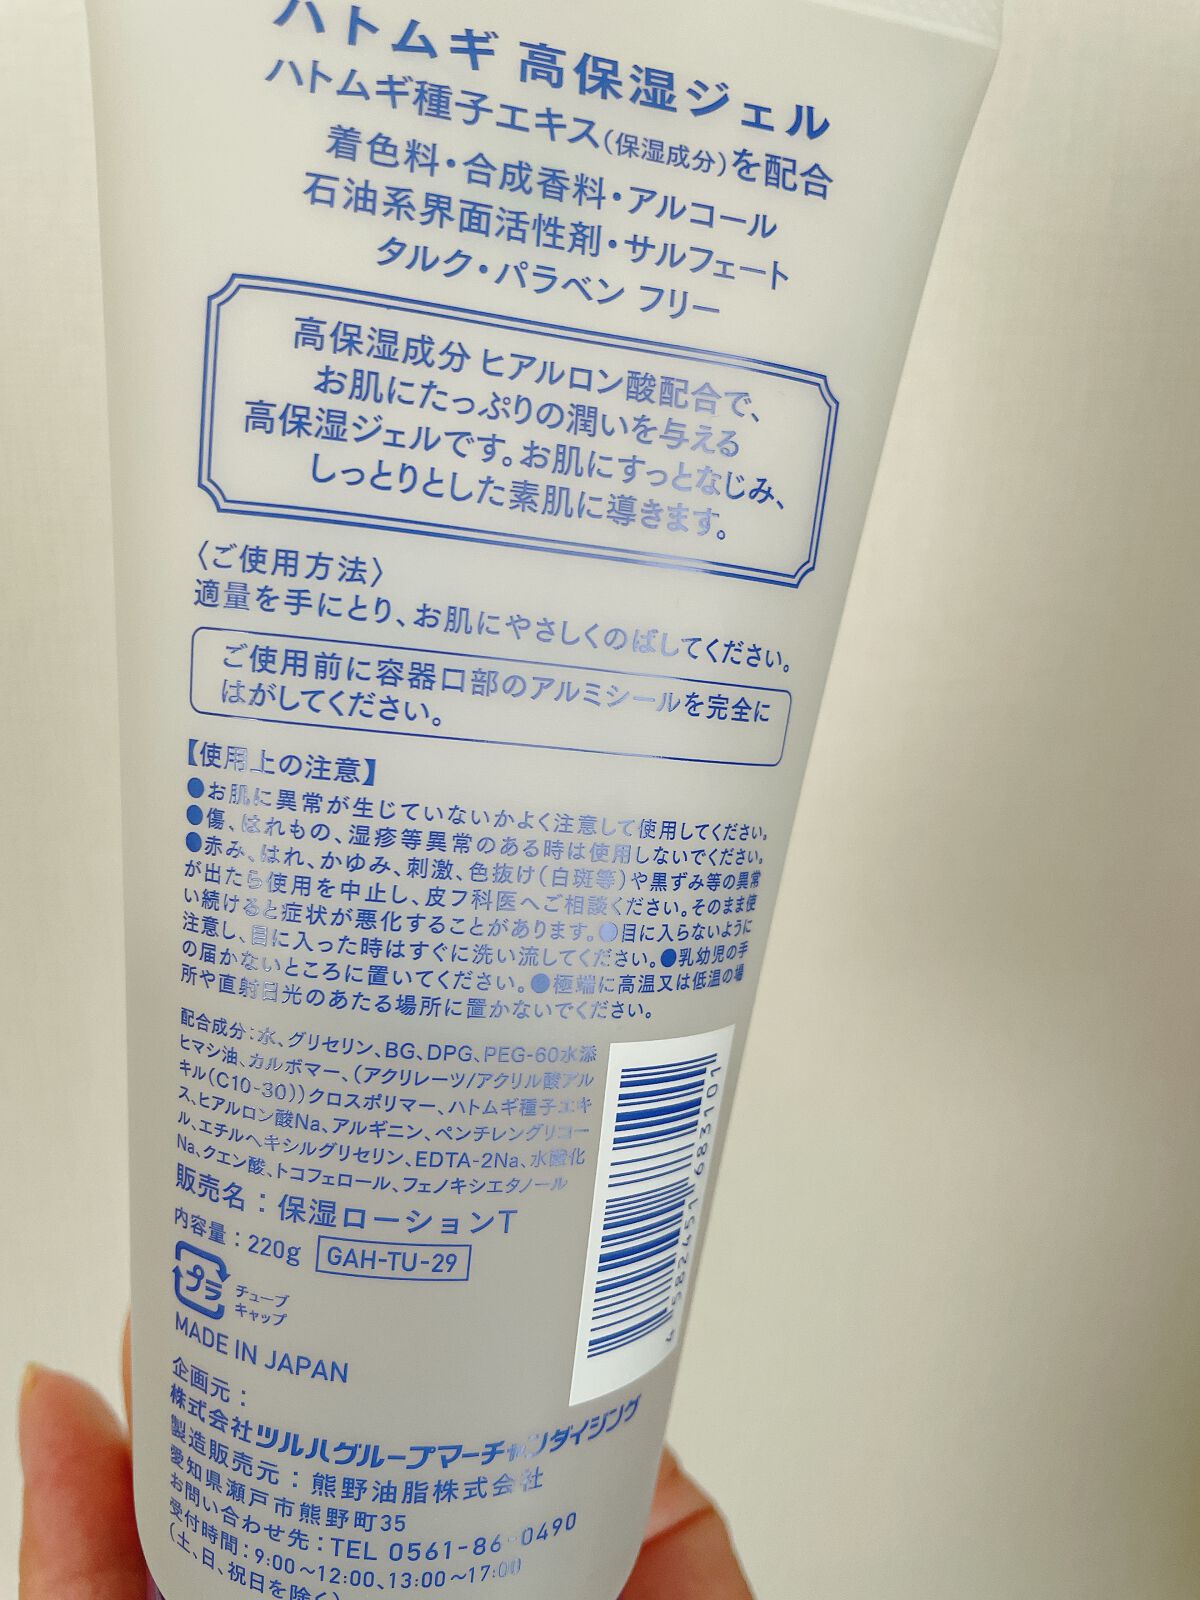 ハトムギ 高保湿ジェル
ハトムギ種子エキス(保湿成分)を配合
着色料・合成香料・アルコール
石油系界面活性剤・サルフェート
タルク・パラベン フリー
高保湿成分 ヒアルロン酸配合で、
お肌にたっぷりの潤いを与える
高保湿ジェルです。お肌にすっとなじみ、
しっとりとした素肌に導きます。
〈ご使用方法〉
適量を手にとり、お肌にやさしくのばしてください。
ご使用前に容器口部のアルミシールを完全に
はがしてください。
【使用上の注意】
●お肌に異常が生じていないかよく注意して使用してください。
●傷、はれもの、湿疹等異常のある時は使用しないでください。
●赤み、はれ、かゆみ、刺激、色抜け(白斑等)や黒ずみ等の異常
が出たら使用を中止し、皮フ科医へご相談ください。そのまま使
い続けると症状が悪化することがあります。●目に入らないように
注意し、目に入った時はすぐに洗い流してください。●乳幼児の手
の届かないところに置いてください。●極端に高温又は低温の場
所や直射日光のあたる場所に置かないでください。
配合成分:水、グリセリン、BG、DPG、PEG-60水添
ヒマシ油、カルボマー、(アクリレーツ/アクリル酸アル
キル(C10-30))クロスポリマー、ハトムギ種子エキ
ス、ヒアルロン酸Na、アルギニン、ペンチレングリコー
ル、エチルヘキシルグリセリン、EDTA-2Na、水酸化
Na、クエン酸、トコフェロール、フェノキシエタノール
販売名:保湿ローションT
内容量:220g GAH-TU-29
プラ
チューブ
キャップ
MADE IN JAPAN
4582451683101
企画元:
株式会社ツルハグループマーチャンダイジング
製造販売元:熊野油脂株式会社
愛知県瀬戸市熊野町35
お問い合わせ先:TEL 0561-86-0490
受付時間:9:00〜12:00、13:00〜17:00
(土、日、祝日を除く)